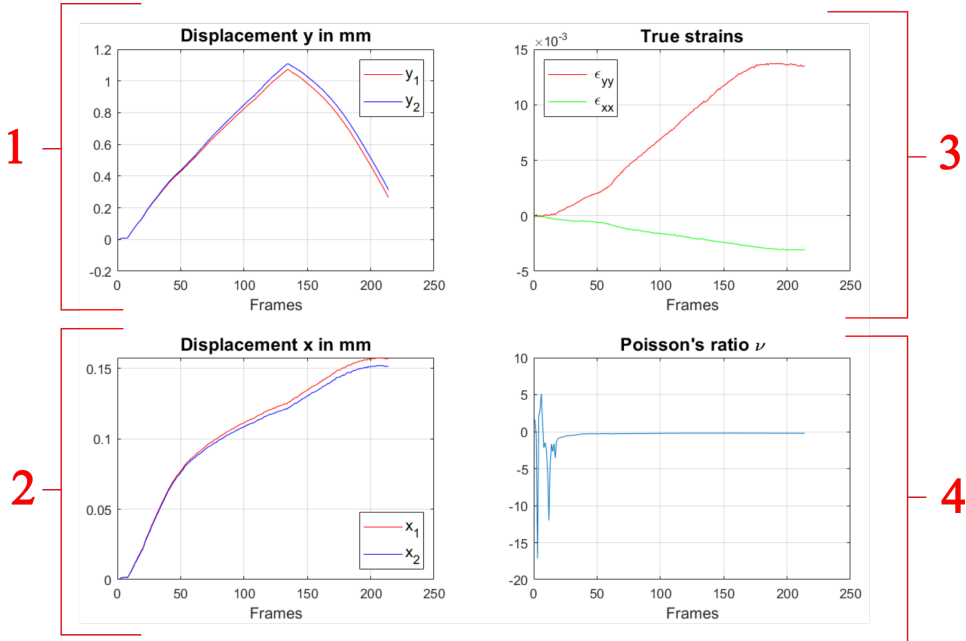 1
Displacement y in mm
1.2
1
0.8
0.6
0.4
0.2
0
-0.2
0 50 100 150 200 250
Frames
y1
y2
3
True strains
×10-3
15
10
5
0
-5
0 50 100 150 200 250
Frames
ϵyy
ϵxx
2
Displacement x in mm
0.15
0.1
0.05
0
0 50 100 150 200 250
Frames
x1
x2
4
Poisson's ratio ν
10
5
0
-5
-10
-15
-20
0 50 100 150 200 250
Frames